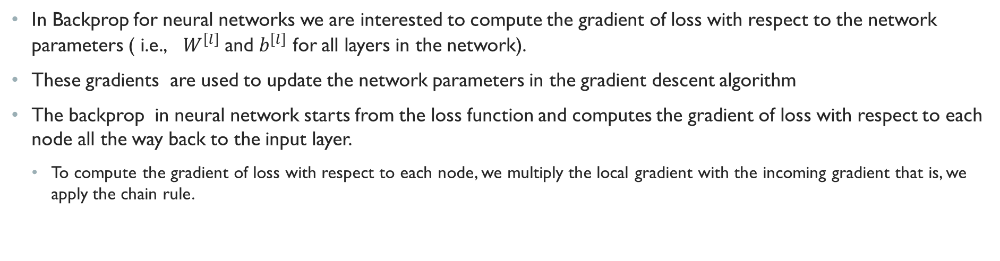 • In Backprop for neural networks we are interested to compute the gradient of loss with respect to the network
parameters ( i.e., W^[l] and b^[l] for all layers in the network).
• These gradients are used to update the network parameters in the gradient descent algorithm
• The backprop in neural network starts from the loss function and computes the gradient of loss with respect to each
node all the way back to the input layer.
• To compute the gradient of loss with respect to each node, we multiply the local gradient with the incoming gradient that is, we
apply the chain rule.